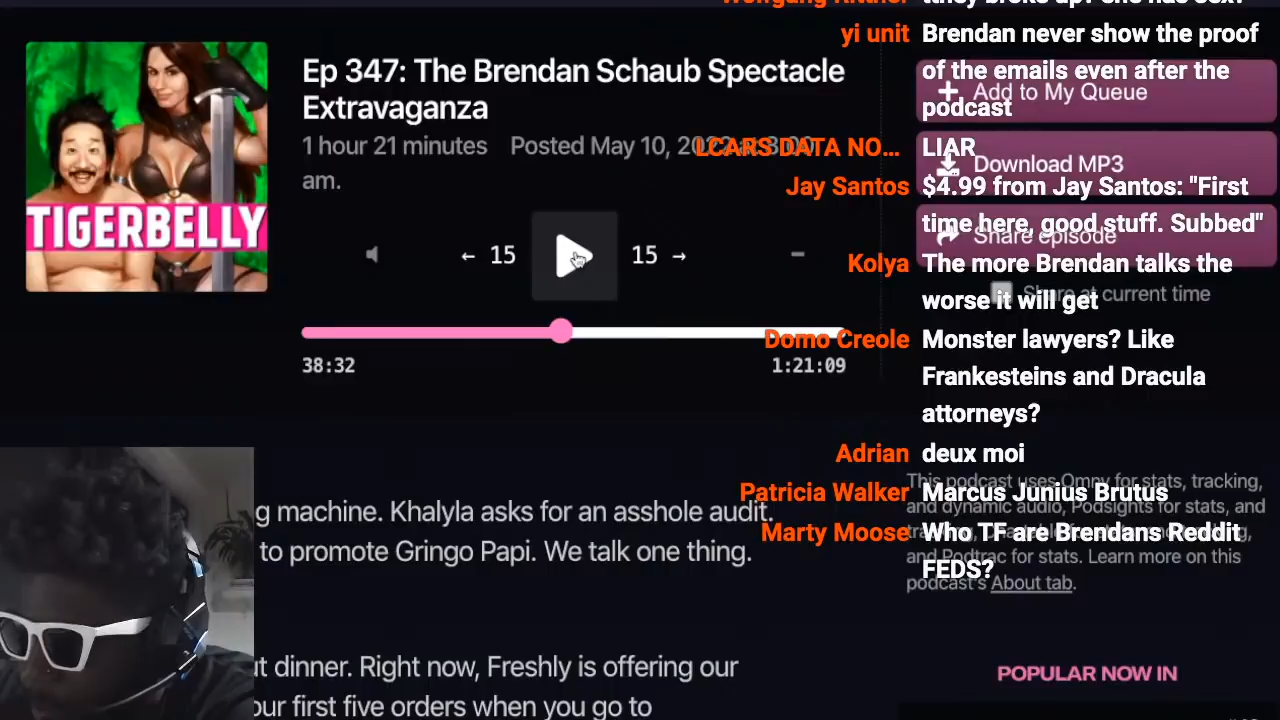 Ep 347: The Brendan Schaub Spectacle
Extravaganza
1 hour 21 minutes Posted May 10,
am.
TIGERBELLY
← 15
15 →
38:32
1:21:09
g machine. Khalyla asks for an asshole audit.
to promote Gringo Papi. We talk one thing.
t dinner. Right now, Freshly is offering our
our first five orders when you go to
yi unit Brendan never show the proof
of the emails even after the
podcast
LCARS DATA NO... LIAR
Jay Santos $4.99 from Jay Santos: "First
time here, good stuff. Subbed"
Kolya The more Brendan talks the
worse it will get
Domo Creole Monster lawyers? Like
Frankesteins and Dracula
attorneys?
Adrian deux moi
Patricia Walker Marcus Junius Brutus
Marty Moose Who TF are Brendans Reddit
FEDS?
Add to My Queue
Download MP3
Share episode
Share at current time
This podcast uses Omny for stats, tracking,
and dynamic audio, Podsights for stats, and
and Podtrac for stats. Learn more on this
podcast's About tab.
POPULAR NOW IN